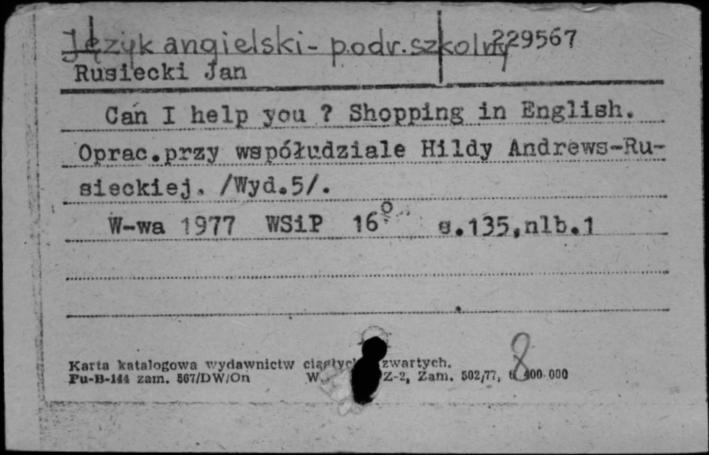 Język angielski - podr. szkolny 229567
Rusiecki Jan
Can I help you ? Shopping in English.
Oprac.przy współudziale Hildy Andrews-Ru-
sieckiej. /Wyd.5/.
W-wa 1977 WSiP 16° s.135,nlb.1
8
Karta katalogowa wydawnictw zwartych.
Pu-B-144 zam. 567/DW/On Z-2, Zam. 502/77, 400.000